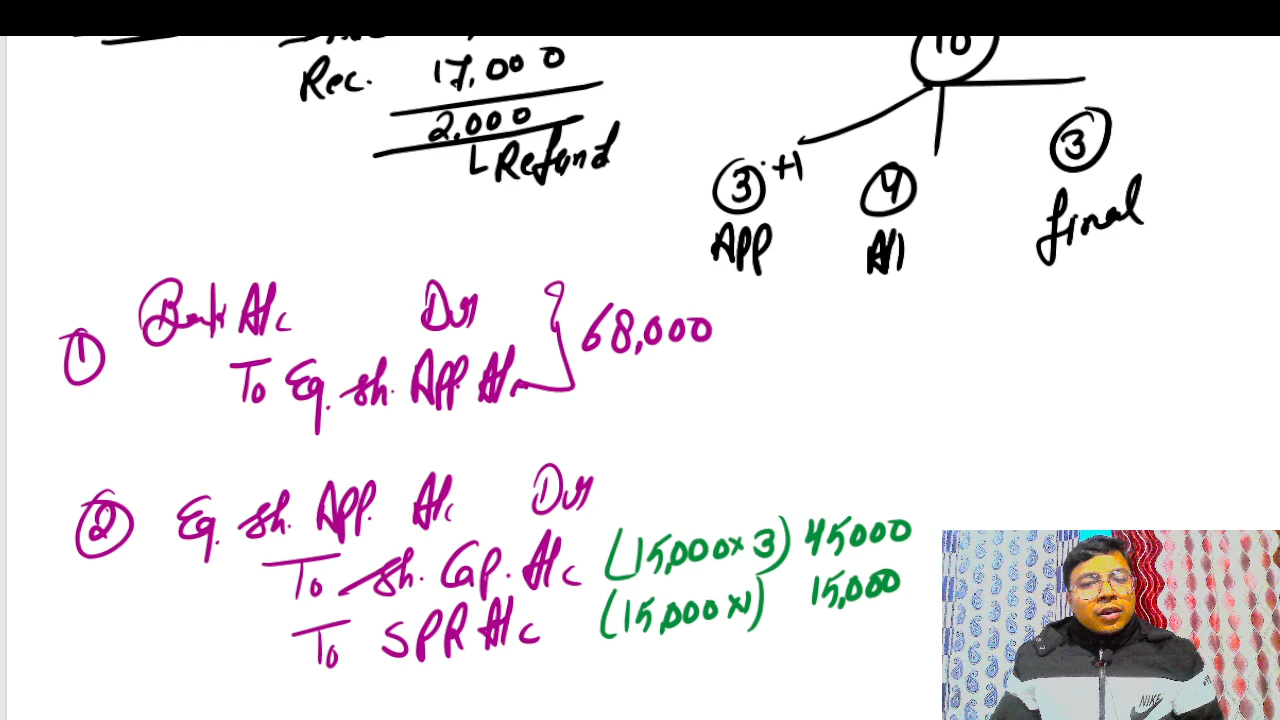 Rec. 17,000
2,000
Refund
10
3 +1
4
3
App
All
final
1 Bank A/c Dr
To Eq. sh. App. A/c
68,000
2 Eq. sh. App. A/c Dr
To sh. Cap. A/c (15,000×3) 45000
To SPR A/c (15,000×1) 15,000
NIKE